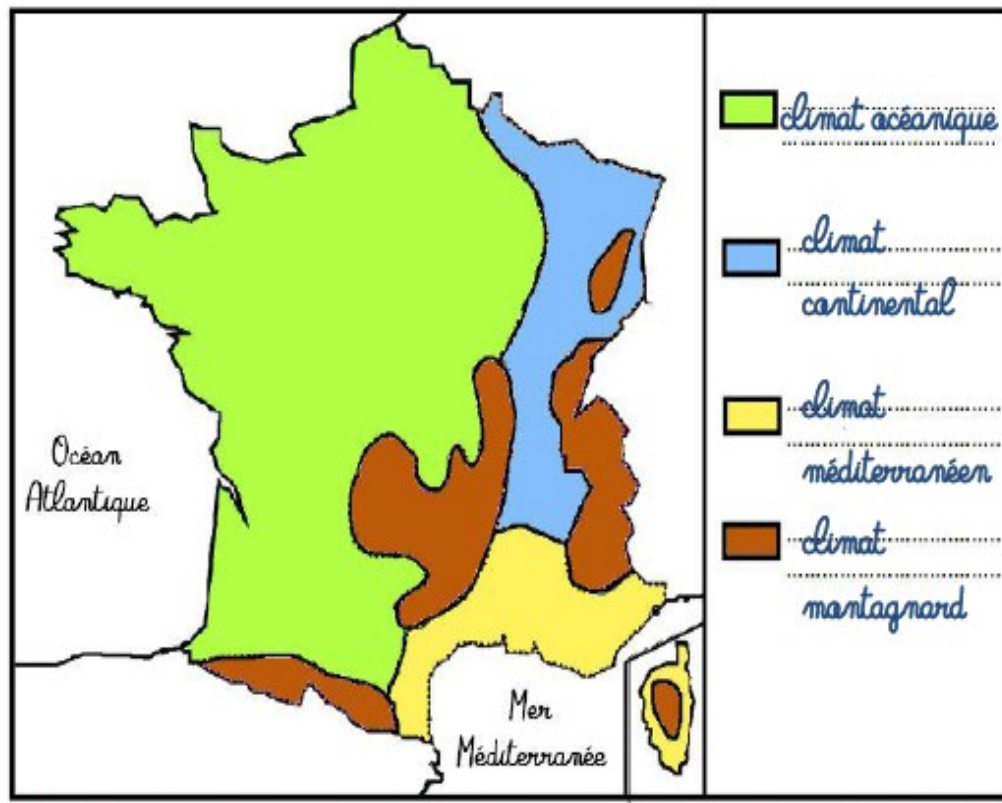 climat océanique
climat
continental
climat
méditerranéen
climat
montagnard
Océan
Atlantique
Mer
Méditerranée